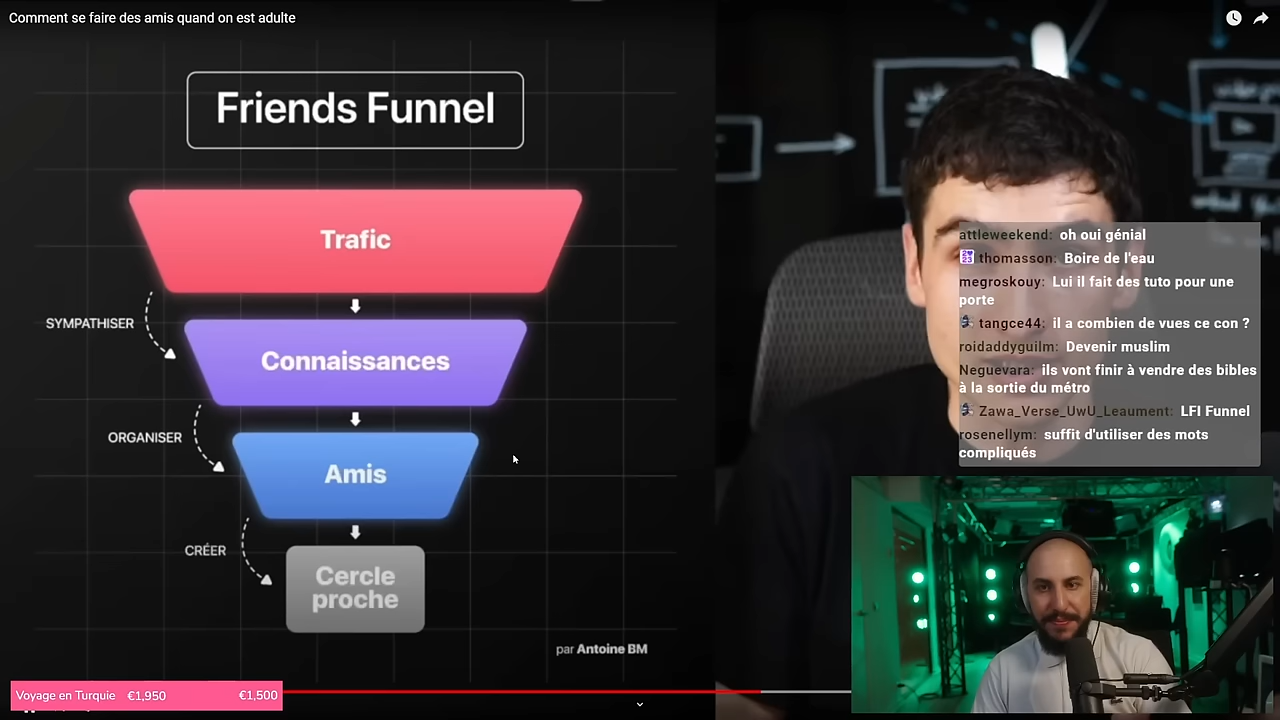 Comment se faire des amis quand on est adulte
Friends Funnel
Trafic
SYMPATHISER
Connaissances
ORGANISER
Amis
CRÉER
Cercle
proche
par Antoine BM
attleweekend: oh oui génial
thomasson: Boire de l'eau
megroskouy: Lui il fait des tuto pour une
porte
tangce44: il a combien de vues ce con ?
roidaddyguilm: Devenir muslim
Neguevara: ils vont finir à vendre des bibles
à la sortie du métro
Zawa_Verse_UwU_Leaument: LFI Funnel
rosenellym: suffit d'utiliser des mots
compliqués
Voyage en Turquie €1,950 €1,500